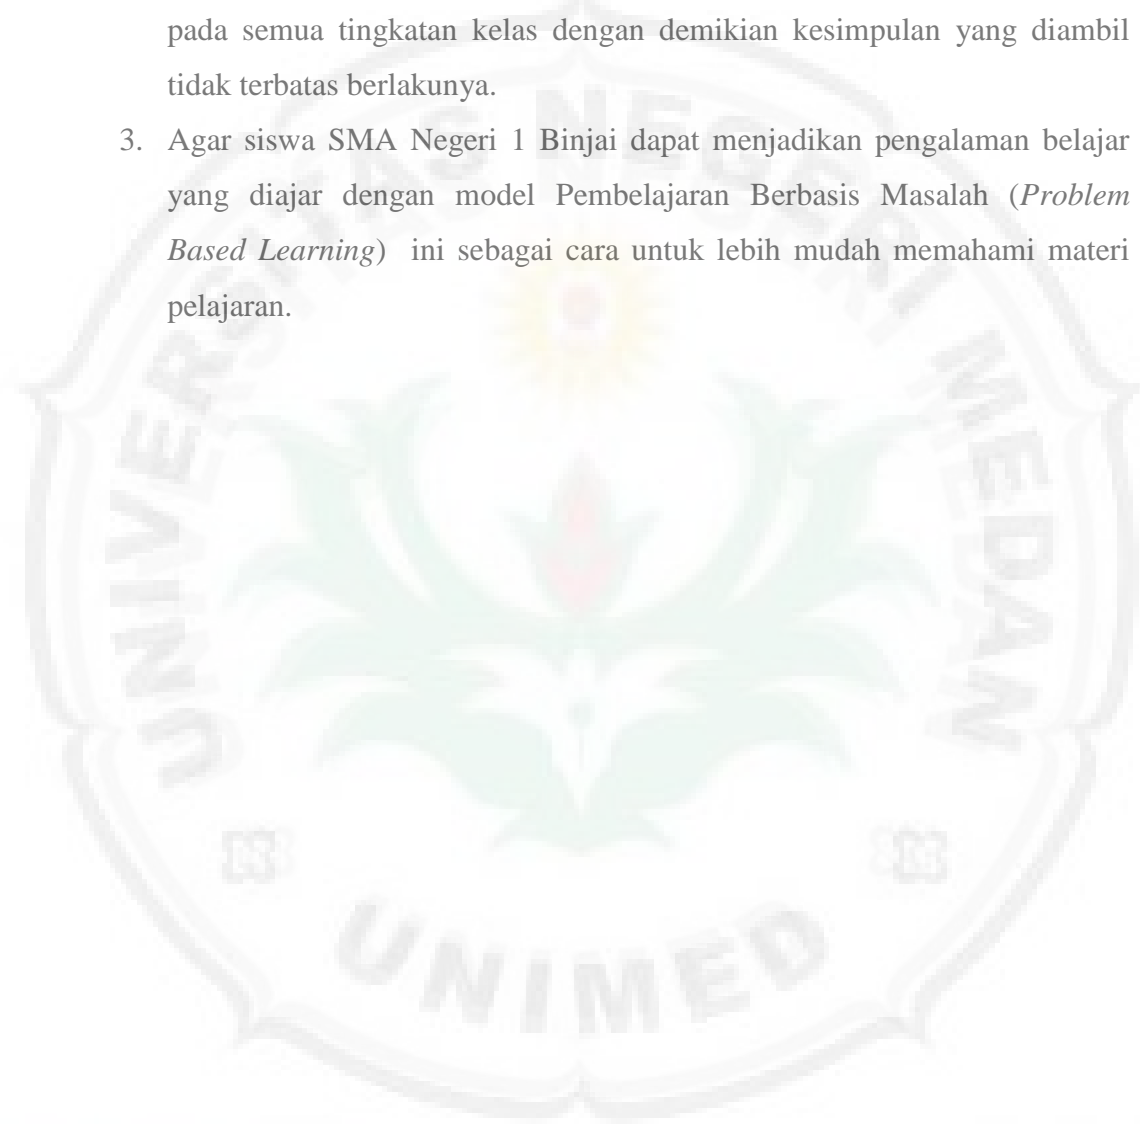 pada semua tingkatan kelas dengan demikian kesimpulan yang diambil
tidak terbatas berlakunya.
3. Agar siswa SMA Negeri 1 Binjai dapat menjadikan pengalaman belajar
yang diajar dengan model Pembelajaran Berbasis Masalah (Problem
Based Learning) ini sebagai cara untuk lebih mudah memahami materi
pelajaran.
UNIVERSITAS NEGERI MEDAN
UNIMED